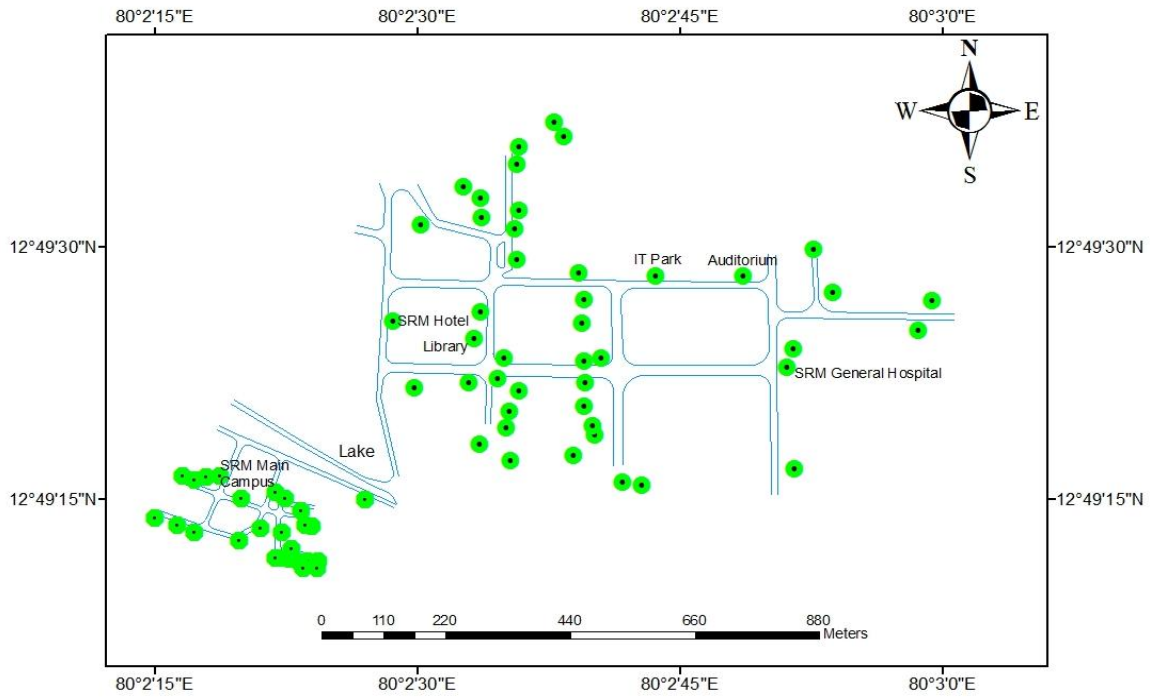 80°2'15"E 80°2'30"E 80°2'45"E 80°3'0"E
N
W E
S
12°49'30"N 12°49'30"N
IT Park Auditorium
SRM Hotel
Library
SRM General Hospital
Lake
SRM Main
Campus
12°49'15"N 12°49'15"N
0 110 220 440 660 880
Meters
80°2'15"E 80°2'30"E 80°2'45"E 80°3'0"E